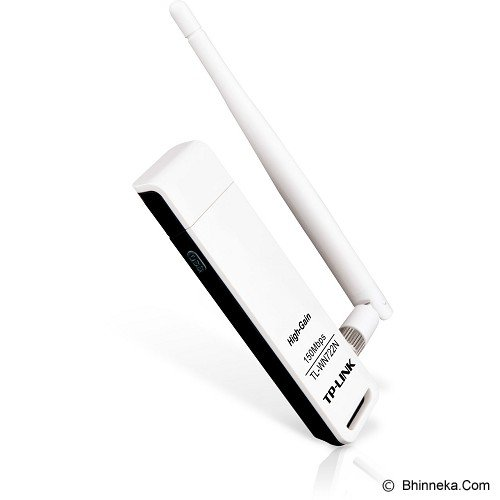 High-Gain
150Mbps
TL-WN722N
TP-LINK
© Bhinneka.Com